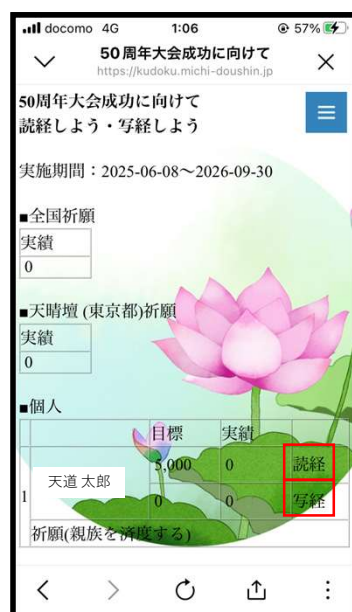 docomo 4G 1:06 57%
50周年大会成功に向けて
https://kudoku.michi-doushin.jp
50周年大会成功に向けて
読経しよう・写経しよう
実施期間：2025-06-08～2026-09-30
■全国祈願
実績
0
■天晴壇 (東京都)祈願
実績
0
■個人
目標 実績
5,000 0 読経
1 天道 太郎
0 0 写経
祈願(親族を済度する)